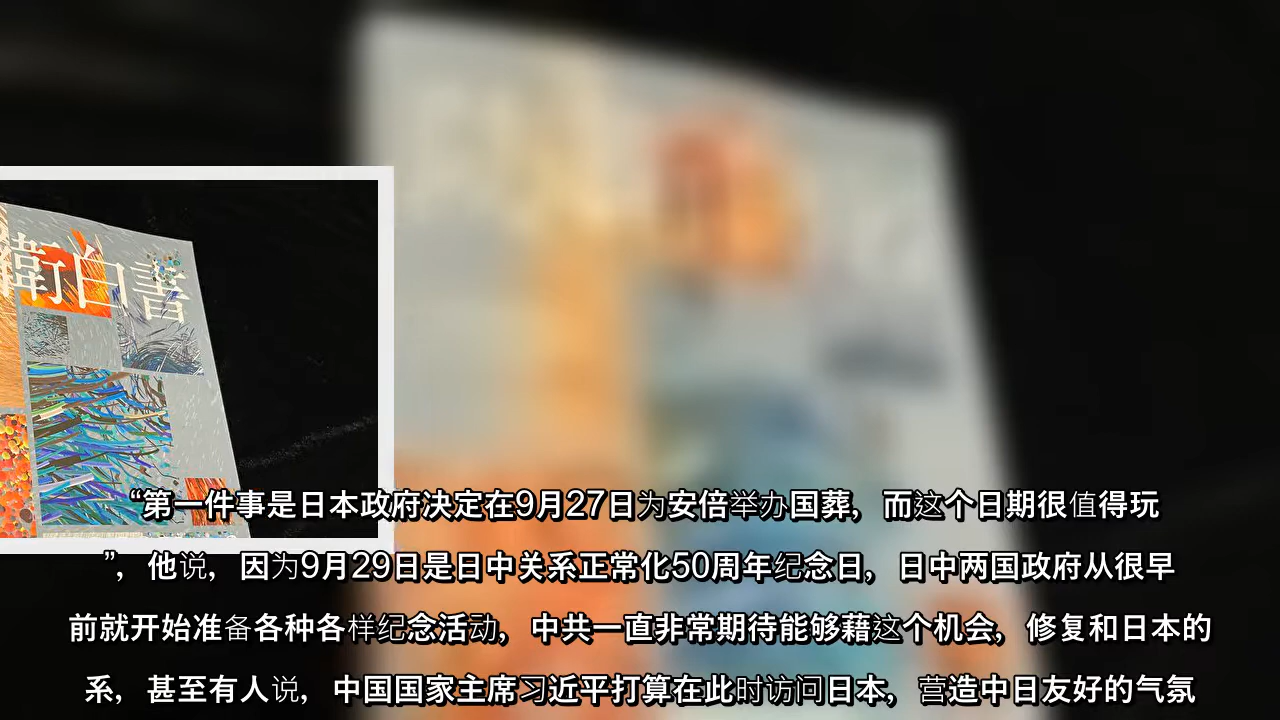 衛白書
“第一件事是日本政府决定在9月27日为安倍举办国葬，而这个日期很值得玩
”，他说，因为9月29日是日中关系正常化50周年纪念日，日中两国政府从很早
前就开始准备各种各样纪念活动，中共一直非常期待能够藉这个机会，修复和日本的
系，甚至有人说，中国国家主席习近平打算在此时访问日本，营造中日友好的气氛